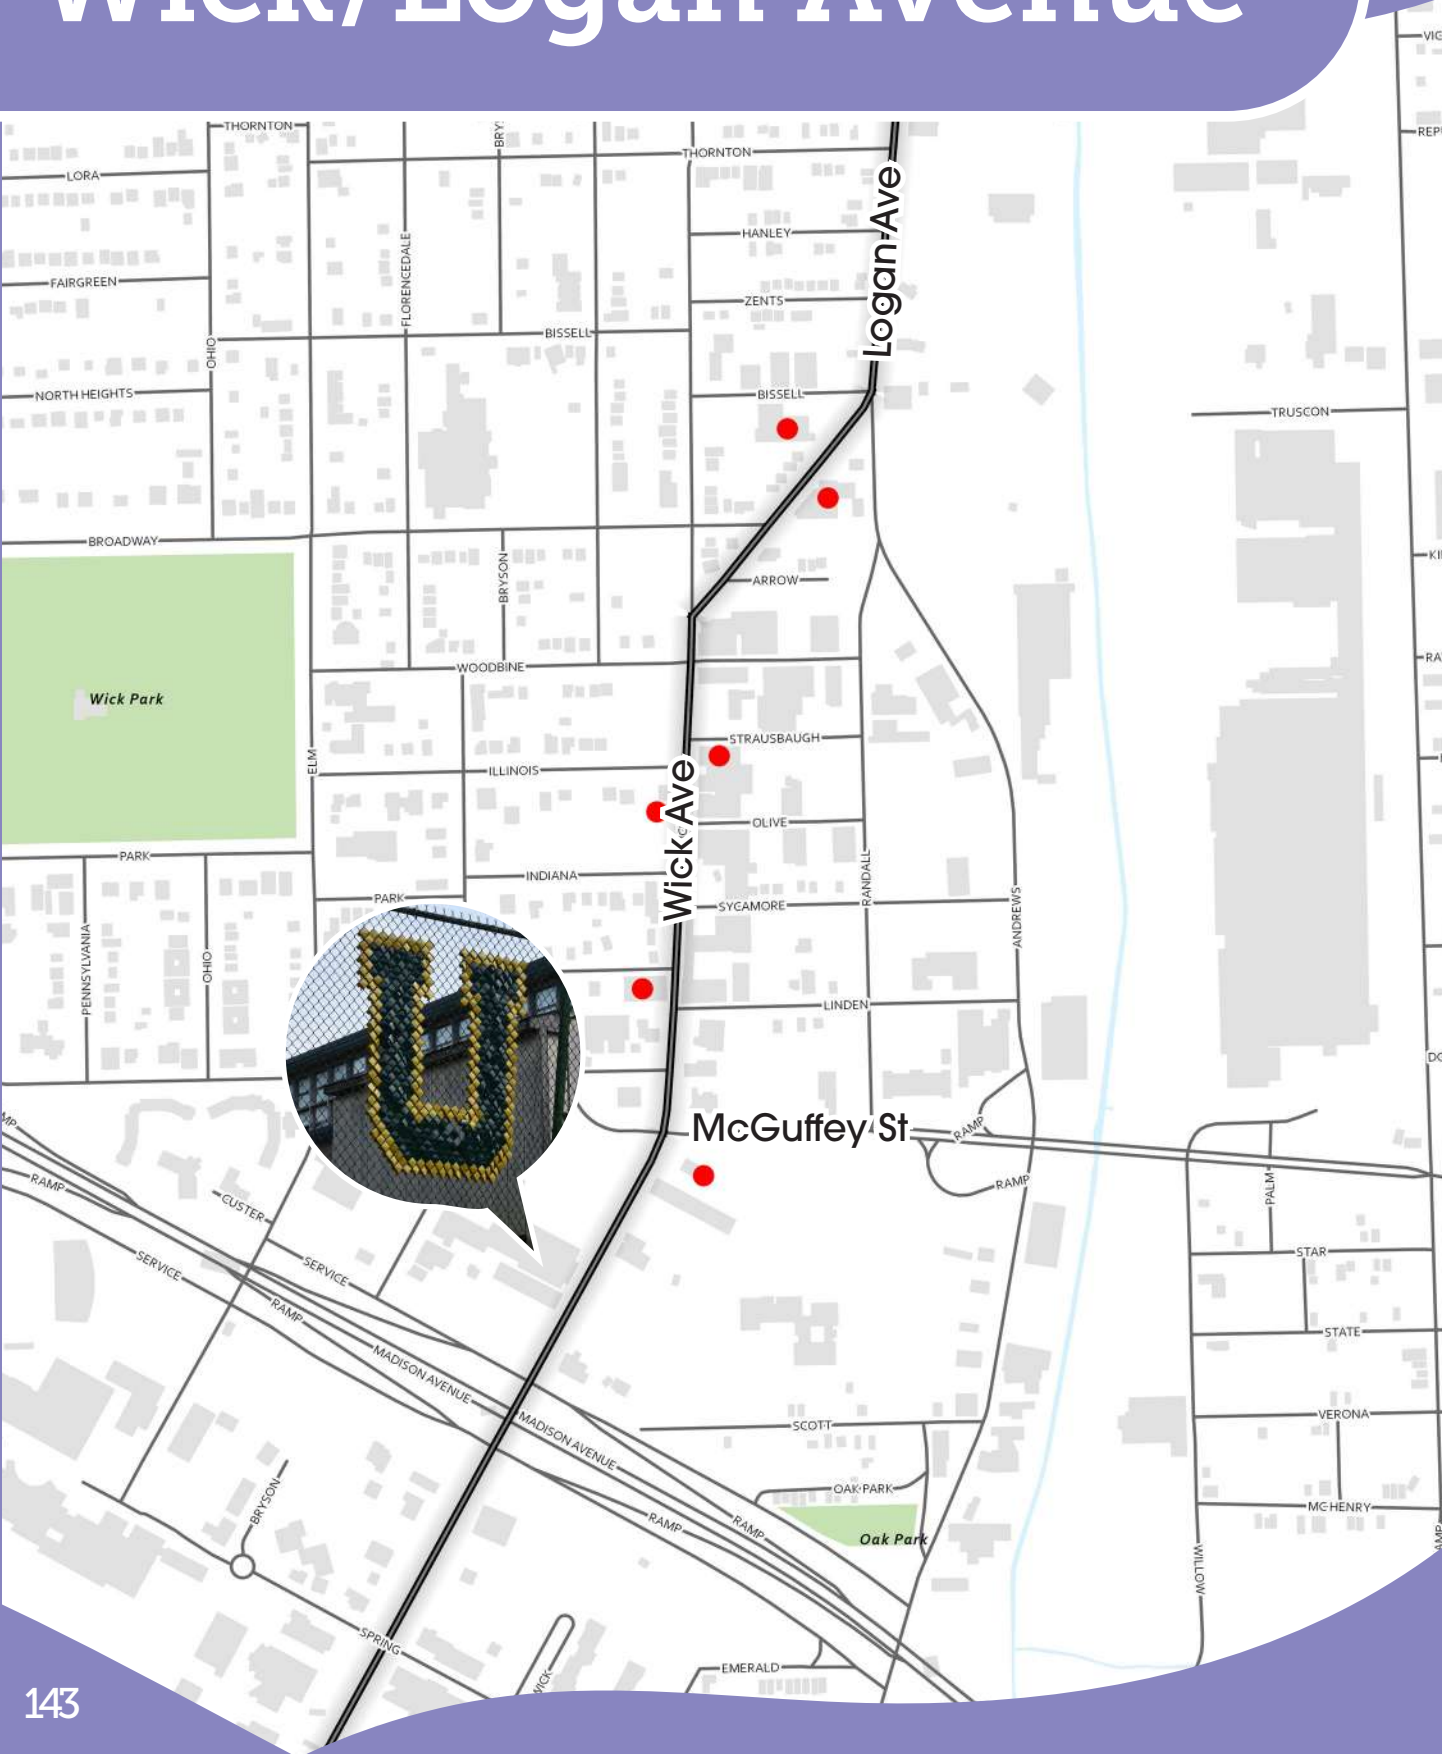 Wick/Logan Avenue
THORNTON
BRY
THORNTON
LORA
HANLEY
Logan Ave
FAIRGREEN
FLORENCEDALE
ZENTS
BISSELL
OHIO
NORTH HEIGHTS
BISSELL
TRUSCON
BROADWAY
BRYSON
ARROW
WOODBINE
Wick Park
STRAUSBAUGH
ELM
ILLINOIS
Wick Ave
OLIVE
PARK
INDIANA
RANDALL
PARK
SYCAMORE
ANDREWS
PENNSYLVANIA
OHIO
LINDEN
U
McGuffey St
RAMP
RAMP
RAMP
PALM
CUSTER
SERVICE
SERVICE
STAR
RAMP
STATE
MADISON AVENUE
MADISON AVENUE
SCOTT
VERONA
OAK PARK
BRYSON
RAMP
RAMP
MCHENRY
Oak Park
WILLOW
SPRING
EMERALD
WICK
143